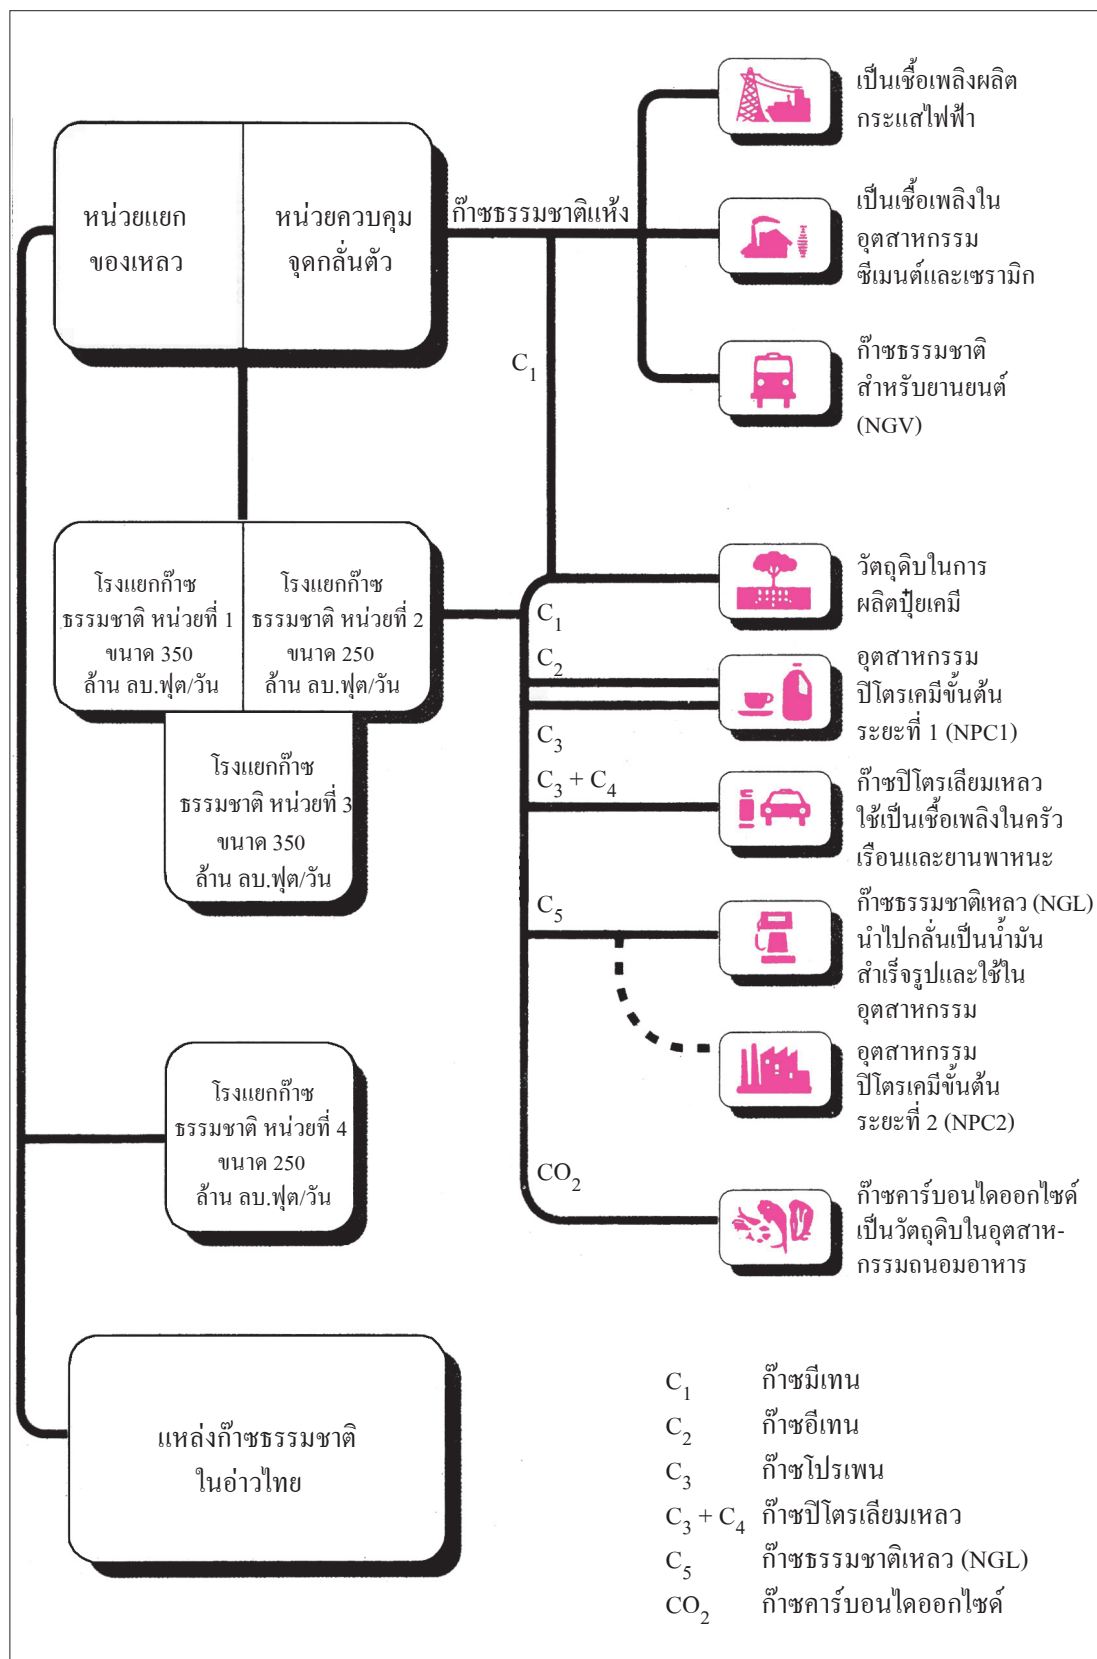 หน่วยแยก
ของเหลว
หน่วยควบคุม
จุดกลั่นตัว
ก๊าซธรรมชาติแห้ง
เป็นเชื้อเพลิงผลิต
กระแสไฟฟ้า
เป็นเชื้อเพลิงใน
อุตสาหกรรม
ซีเมนต์และเซรามิก
ก๊าซธรรมชาติ
สำหรับยานยนต์
(NGV)
C1
โรงแยกก๊าซ
ธรรมชาติ หน่วยที่ 1
ขนาด 350
ล้าน ลบ.ฟุต/วัน
โรงแยกก๊าซ
ธรรมชาติ หน่วยที่ 2
ขนาด 250
ล้าน ลบ.ฟุต/วัน
โรงแยกก๊าซ
ธรรมชาติ หน่วยที่ 3
ขนาด 350
ล้าน ลบ.ฟุต/วัน
C1
วัตถุดิบในการ
ผลิตปุ๋ยเคมี
C2
C3
อุตสาหกรรม
ปิโตรเคมีขั้นต้น
ระยะที่ 1 (NPC1)
C3 + C4
ก๊าซปิโตรเลียมเหลว
ใช้เป็นเชื้อเพลิงในครัว
เรือนและยานพาหนะ
C5
ก๊าซธรรมชาติเหลว (NGL)
นำไปกลั่นเป็นน้ำมัน
สำเร็จรูปและใช้ใน
อุตสาหกรรม
อุตสาหกรรม
ปิโตรเคมีขั้นต้น
ระยะที่ 2 (NPC2)
โรงแยกก๊าซ
ธรรมชาติ หน่วยที่ 4
ขนาด 250
ล้าน ลบ.ฟุต/วัน
CO2
ก๊าซคาร์บอนไดออกไซด์
เป็นวัตถุดิบในอุตสาห-
กรรมถนอมอาหาร
แหล่งก๊าซธรรมชาติ
ในอ่าวไทย
C1 ก๊าซมีเทน
C2 ก๊าซอีเทน
C3 ก๊าซโปรเพน
C3 + C4 ก๊าซปิโตรเลียมเหลว
C5 ก๊าซธรรมชาติเหลว (NGL)
CO2 ก๊าซคาร์บอนไดออกไซด์